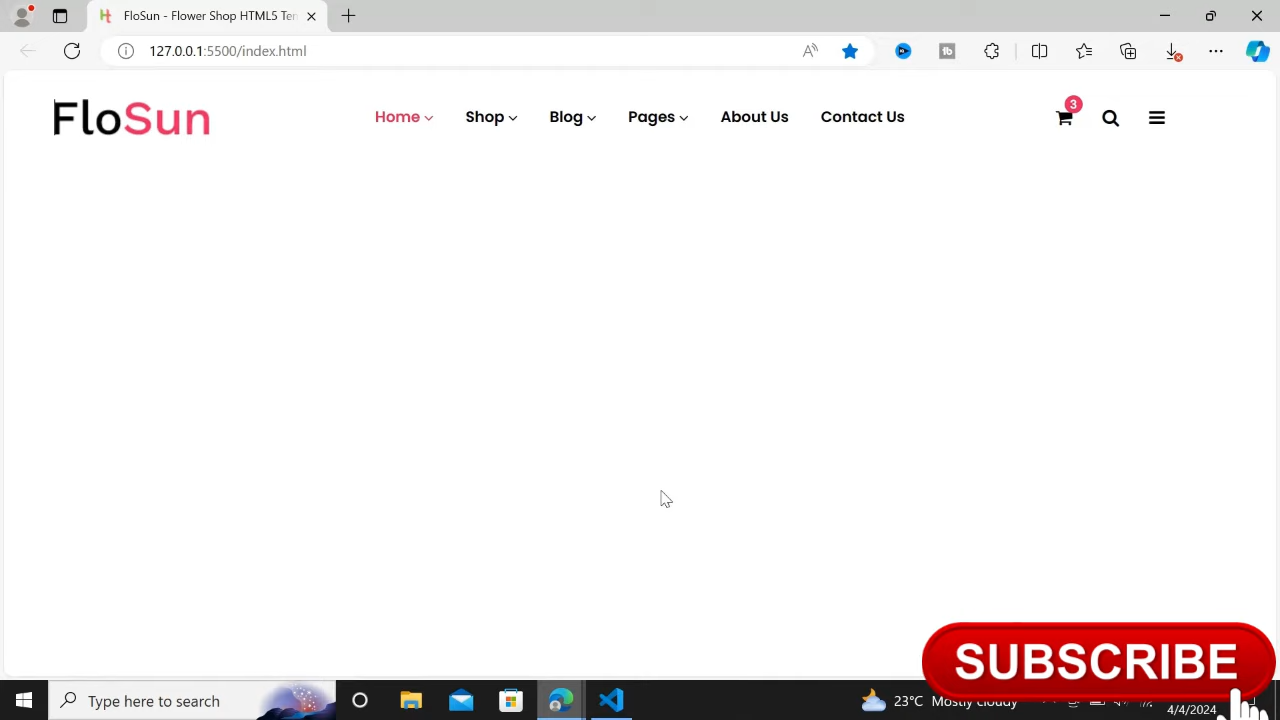 FloSun - Flower Shop HTML5 Ten
127.0.0.1:5500/index.html
FloSun
Home
Shop
Blog
Pages
About Us
Contact Us
3
SUBSCRIBE
Type here to search
23°C Mostly cloudy
4/4/2024